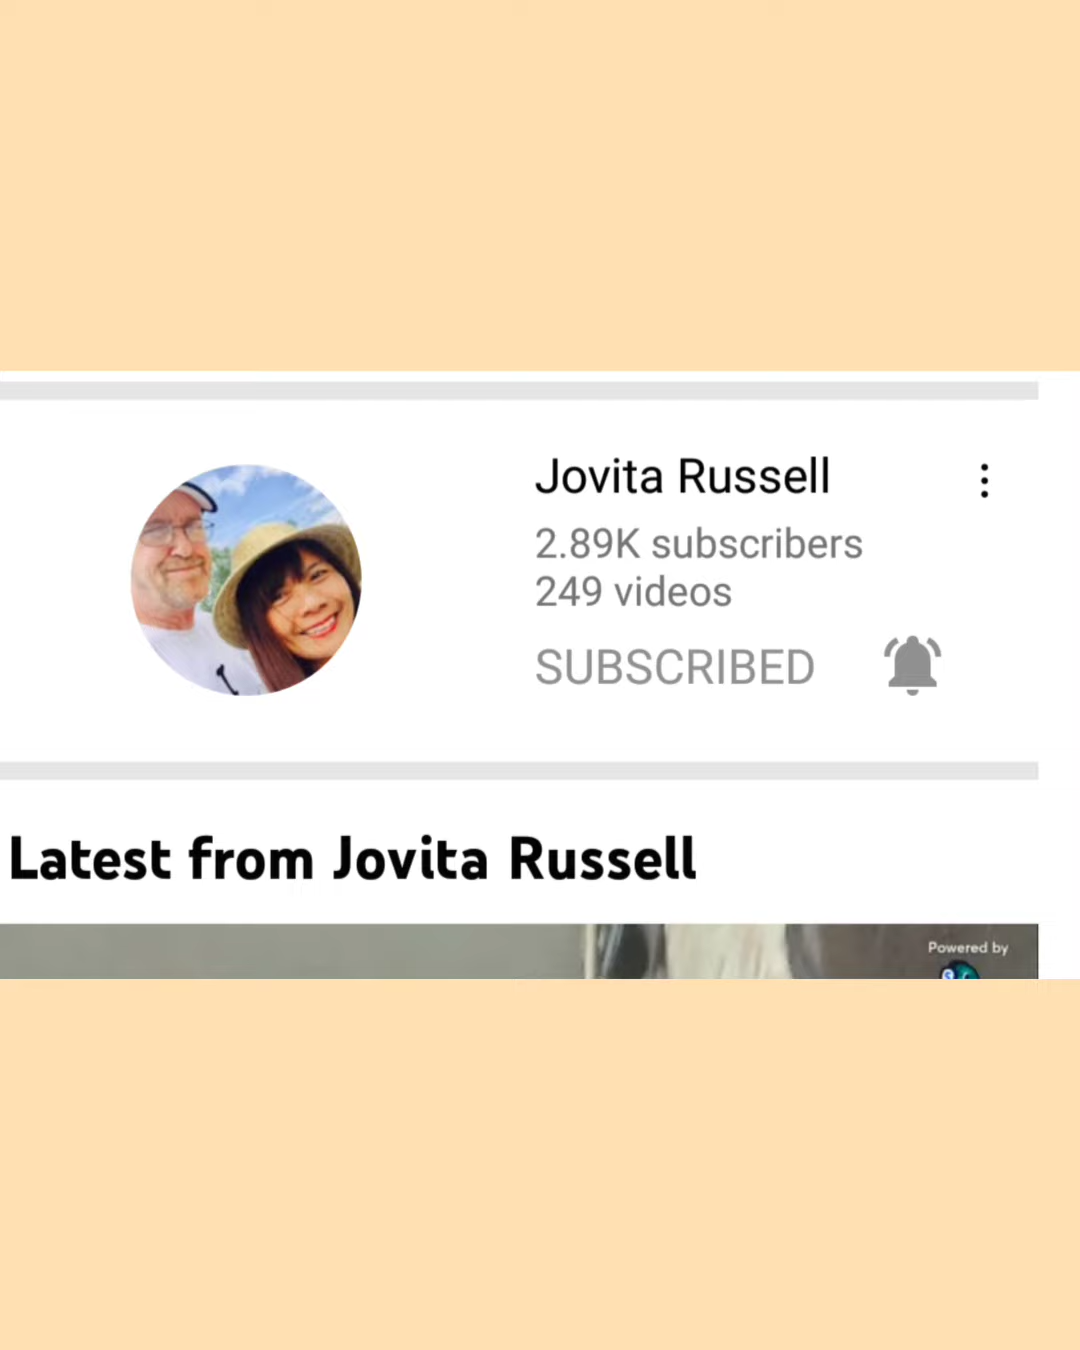 Jovita Russell
2.89K subscribers
249 videos
SUBSCRIBED
Latest from Jovita Russell
Powered by